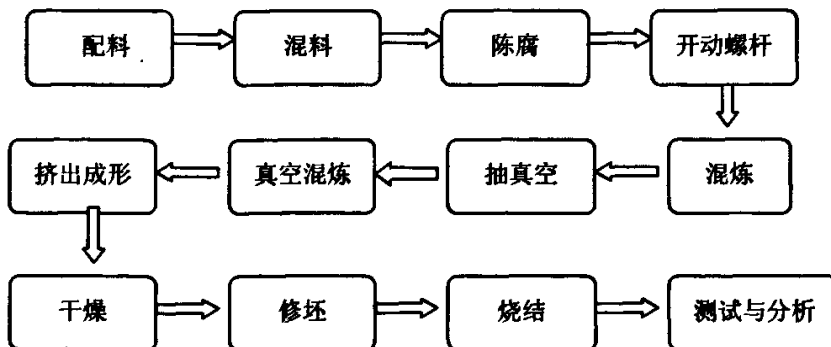 配料
混料
陈腐
开动螺杆
混炼
抽真空
真空混炼
挤出成形
干燥
修坯
烧结
测试与分析